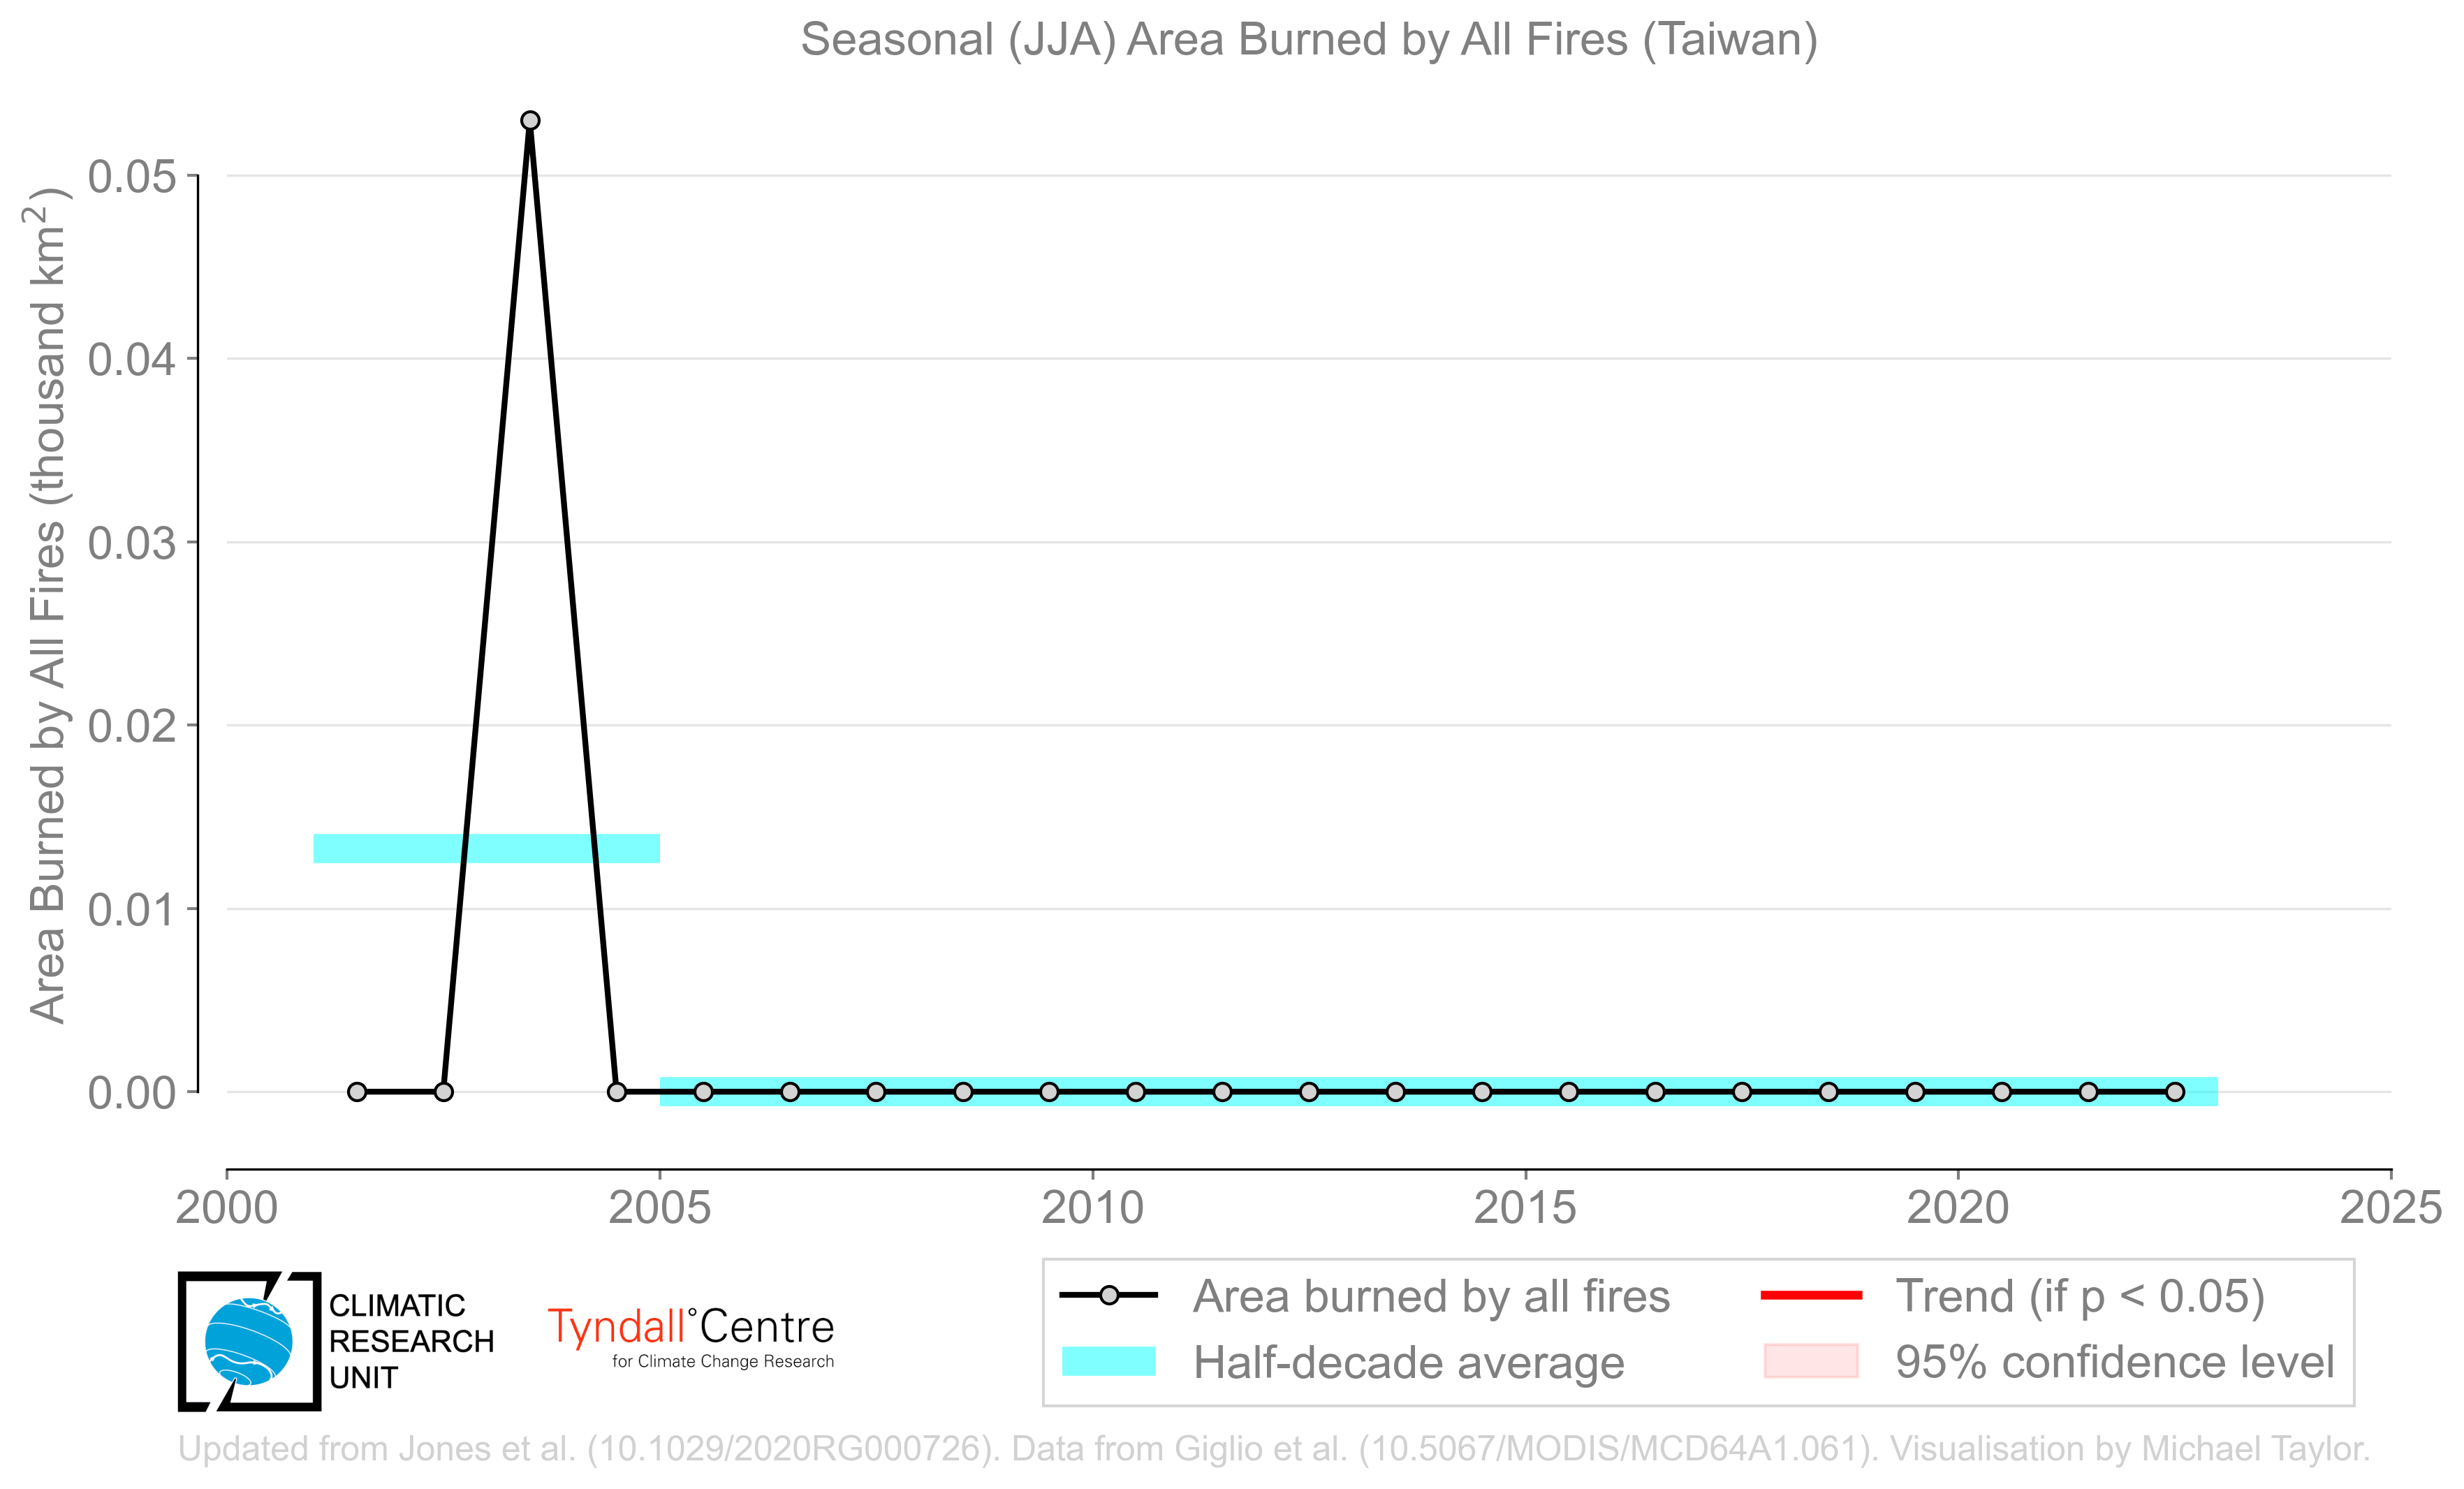 Seasonal (JJA) Area Burned by All Fires (Taiwan)
Area Burned by All Fires (thousand km²)
0.05
0.04
0.03
0.02
0.01
0.00
2000 2005 2010 2015 2020 2025
CLIMATIC
RESEARCH
UNIT
Tyndall°Centre
for Climate Change Research
Area burned by all fires
Half-decade average
Trend (if p < 0.05)
95% confidence level
Updated from Jones et al. (10.1029/2020RG000726). Data from Giglio et al. (10.5067/MODIS/MCD64A1.061). Visualisation by Michael Taylor.